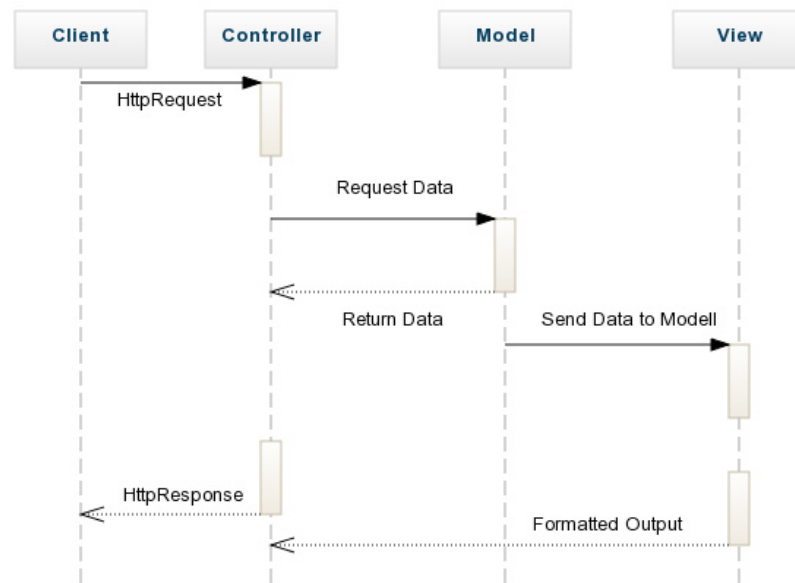 Client
Controller
Model
View
HttpRequest
Request Data
Return Data
Send Data to Modell
HttpResponse
Formatted Output